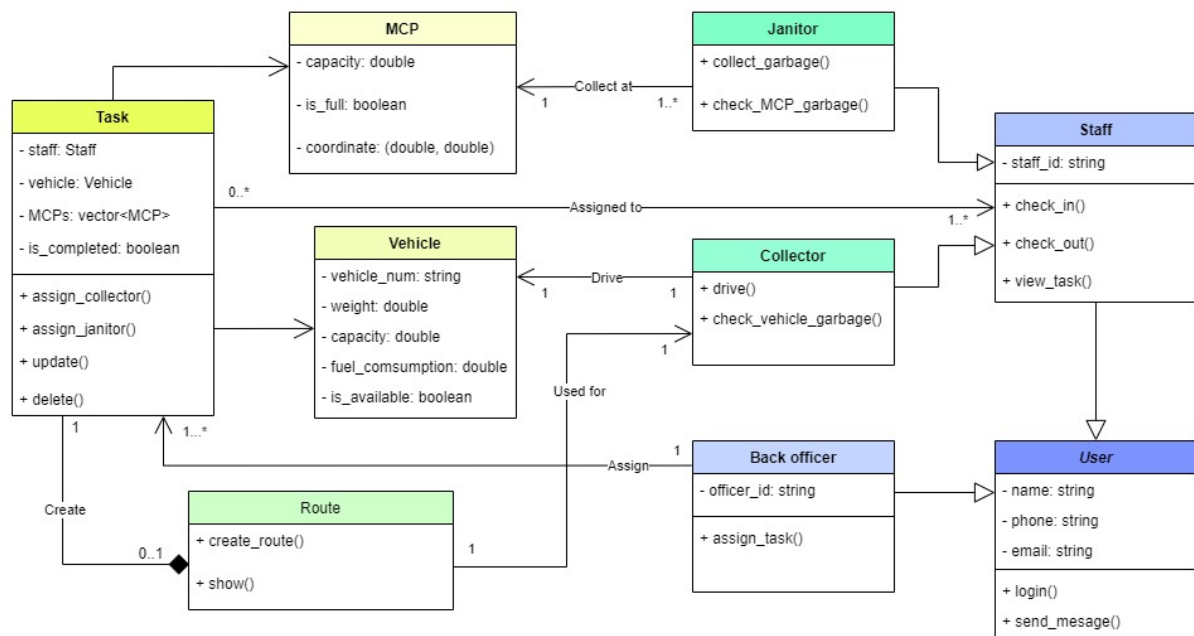 MCP
- capacity: double
- is_full: boolean
- coordinate: (double, double)
Janitor
+ collect_garbage()
+ check_MCP_garbage()
Collect at
1
1..*
Task
- staff: Staff
- vehicle: Vehicle
- MCPs: vector<MCP>
- is_completed: boolean
+ assign_collector()
+ assign_janitor()
+ update()
+ delete()
Staff
- staff_id: string
+ check_in()
+ check_out()
+ view_task()
0..*
Assigned to
1..*
Vehicle
- vehicle_num: string
- weight: double
- capacity: double
- fuel_comsumption: double
- is_available: boolean
Drive
1
1
Collector
+ drive()
+ check_vehicle_garbage()
1
Used for
1
1...*
Assign
1
Back officer
- officer_id: string
+ assign_task()
User
- name: string
- phone: string
- email: string
+ login()
+ send_mesage()
1
Create
0..1
Route
+ create_route()
+ show()